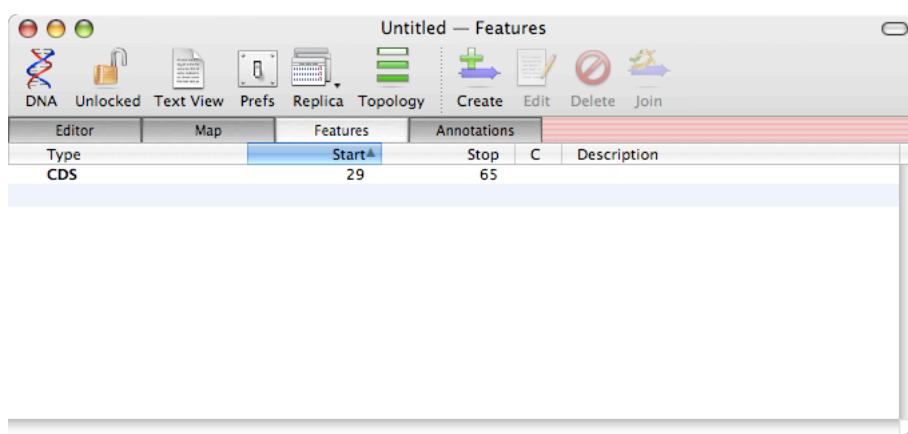 Untitled — Features
DNA Unlocked Text View Prefs Replica Topology Create Edit Delete Join
Editor Map Features Annotations
Type Start Stop C Description
CDS 29 65